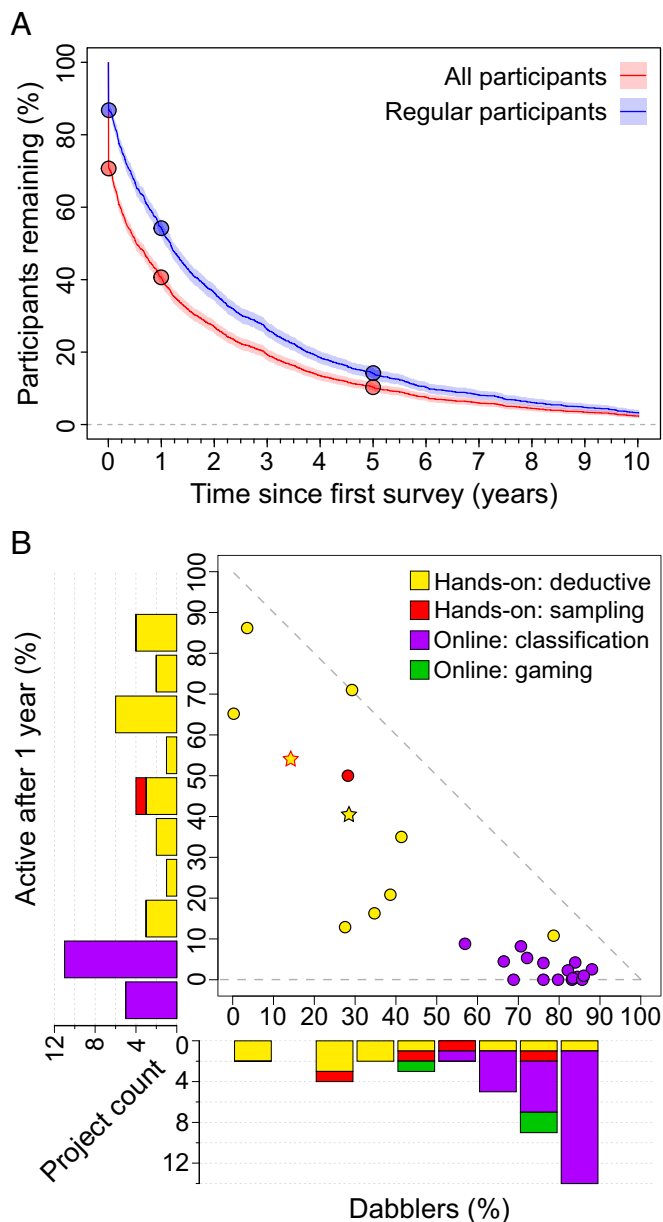 A
Participants remaining (%)
100
80
60
40
20
0
All participants
Regular participants
0 1 2 3 4 5 6 7 8 9 10
Time since first survey (years)
B
Active after 1 year (%)
100
90
80
70
60
50
40
30
20
10
0
Hands-on: deductive
Hands-on: sampling
Online: classification
Online: gaming
0 10 20 30 40 50 60 70 80 90 100
12 8 4 0
Project count
0
4
8
12
Dabblers (%)